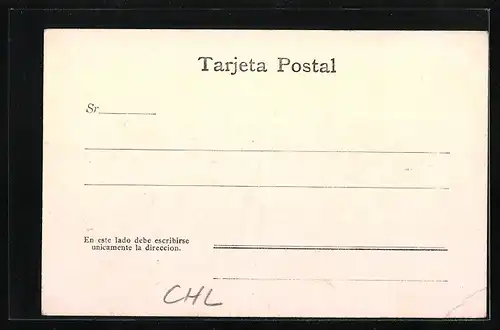 Tarjeta Postal
Sr
En este lado debe escribirse
unicamente la direccion.
CHL